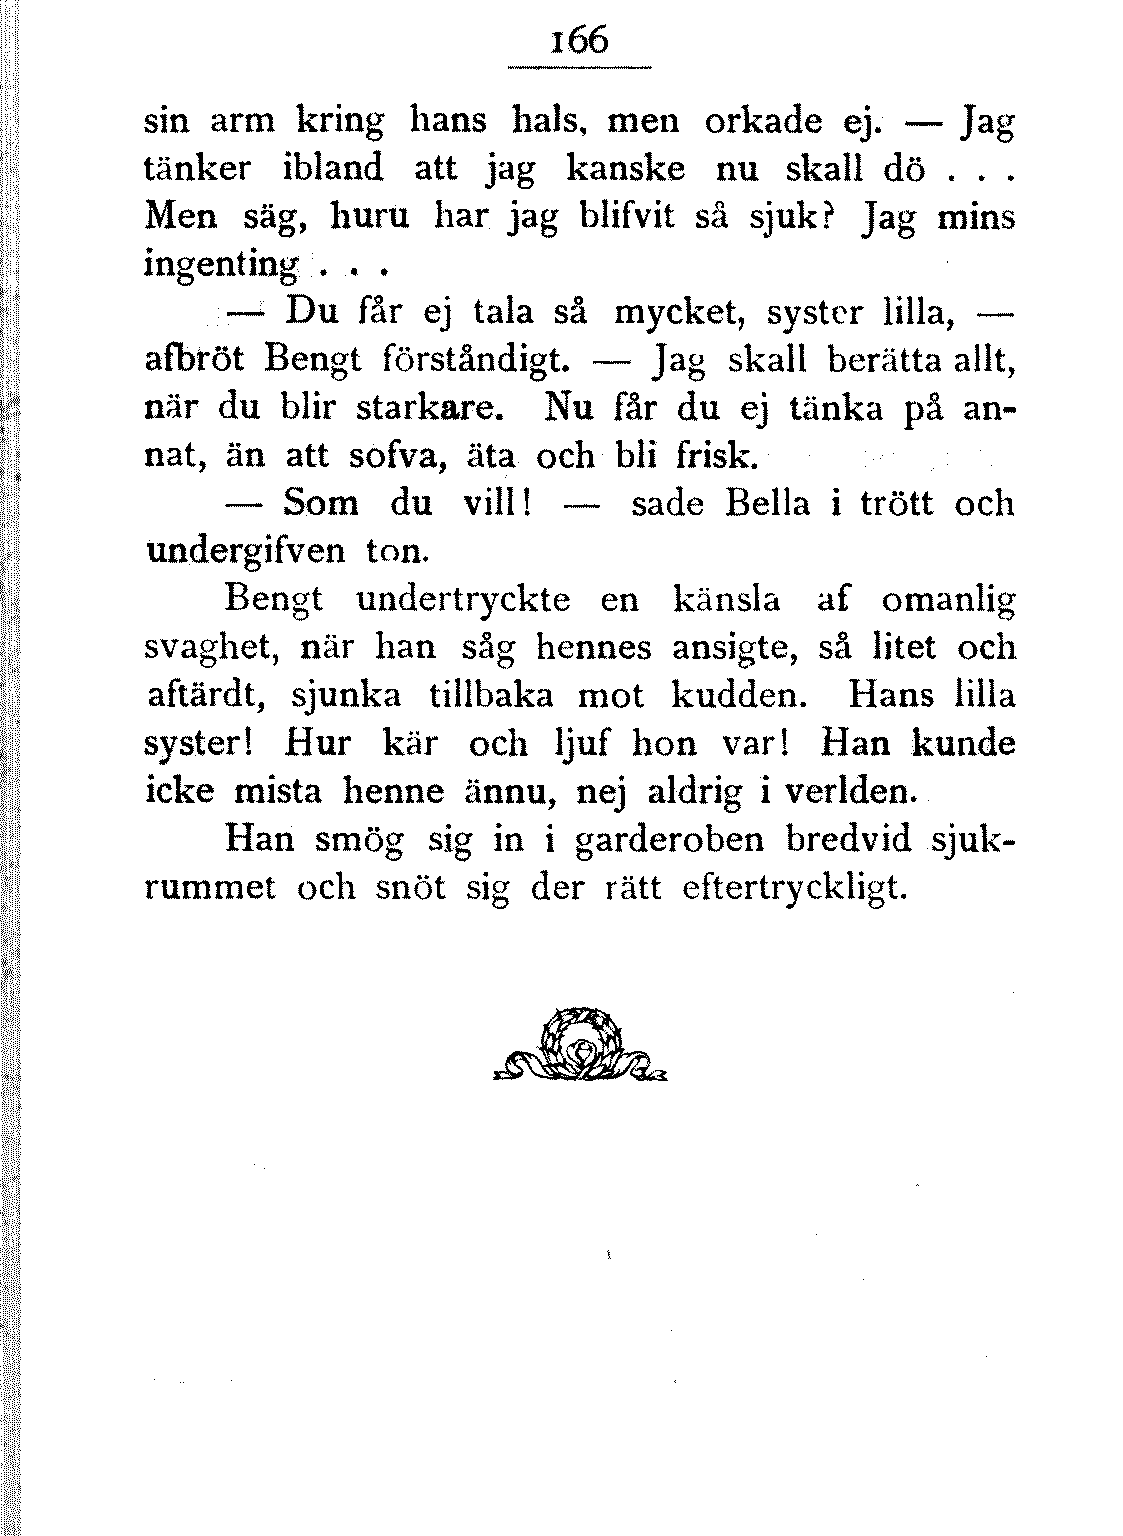 166
sin arm kring hans hals, men orkade ej. — Jag
tänker ibland att jag kanske nu skall dö . . .
Men säg, huru har jag blifvit så sjuk? Jag mins
ingenting . . .
— Du får ej tala så mycket, syster lilla, —
afbröt Bengt förståndigt. — Jag skall berätta allt,
när du blir starkare. Nu får du ej tänka på an-
nat, än att sofva, äta och bli frisk.
— Som du vill! — sade Bella i trött och
undergifven ton.
Bengt undertryckte en känsla af omanlig
svaghet, när han såg hennes ansigte, så litet och
aftärdt, sjunka tillbaka mot kudden. Hans lilla
syster! Hur kär och ljuf hon var! Han kunde
icke mista henne ännu, nej aldrig i verlden.
Han smög sig in i garderoben bredvid sjuk-
rummet och snöt sig der rätt eftertryckligt.